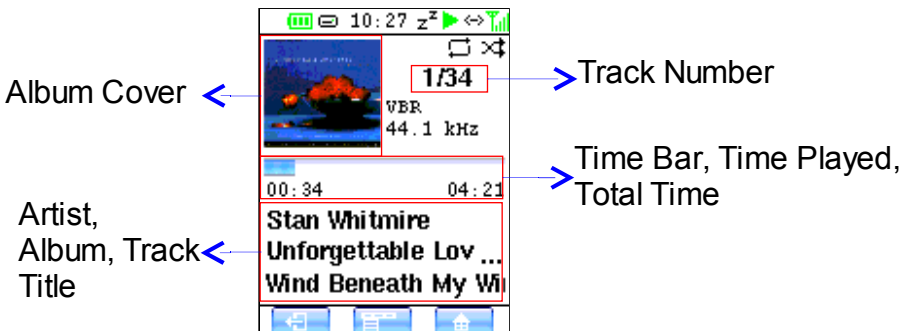 10:27 zZ
Album Cover
1/34
Track Number
VBR
44.1 kHz
Time Bar, Time Played,
Total Time
00:34 04:21
Artist,
Album, Track
Title
Stan Whitmire
Unforgettable Lov ...
Wind Beneath My Wi